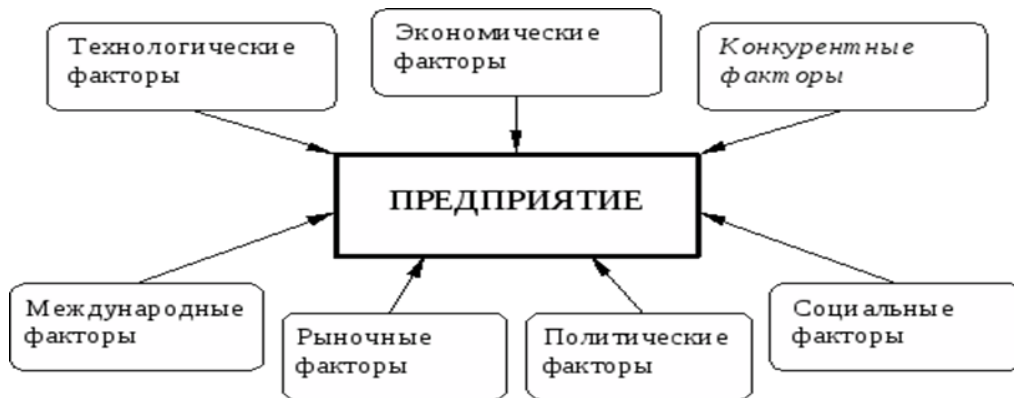 Технологические
факторы
Экономические
факторы
Конкурентные
факторы
ПРЕДПРИЯТИЕ
Международные
факторы
Рыночные
факторы
Политические
факторы
Социальные
факторы